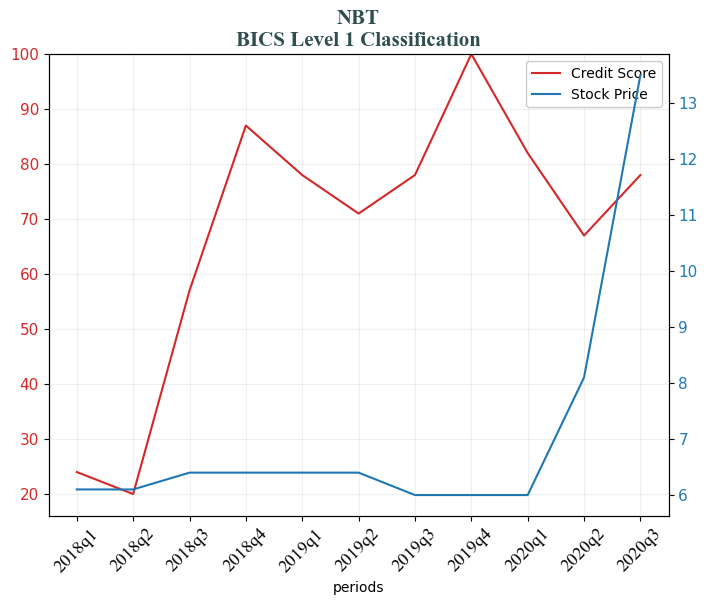 NBT
BICS Level 1 Classification
Credit Score
Stock Price
100
90
80
70
60
50
40
30
20
13
12
11
10
9
8
7
6
2018q1
2018q2
2018q3
2018q4
2019q1
2019q2
2019q3
2019q4
2020q1
2020q2
2020q3
periods